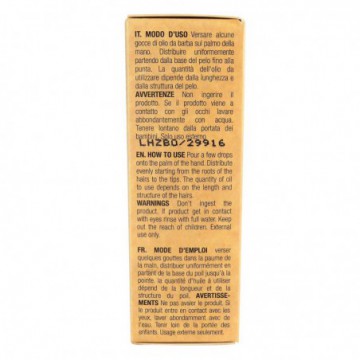 IT. MODO D'USO Versare alcune
gocce di olio da barba sul palmo della
mano. Distribuire uniformemente
partendo dalla base del pelo fino alla
punta. La quantità dell'olio da
utilizzare dipende dalla lunghezza e
dalla struttura del pelo.
AVVERTENZE Non ingerire il
prodotto. Se il prodotto viene a
contatto con gli occhi levare
abbondantemente con acqua.
Tenere lontano dalla portata dei
bambini. Solo uso esterno.
LHZBO/29916
EN. HOW TO USE Pour a few drops
onto the pairs of the hand. Distribute
evenly starting from the roots of the
hairs to the tips. The quantity of oil
to use depends on the length and
structure of the hairs.
WARNINGS Don't ingest the
product. if product get in contact
with eyes rinse with full water. Keep
out the reach of children. External
use only.
FR. MODE D'EMPLOI verser
quelques gouttes dans la paume de
la main, distribuer uniformément en
partant de la base du poil jusqu'à la
pointe. la quantité d'huile à utiliser
dépend de la longueur et de la
structure du poil. AVERTISSE-
MENTS Ne pas avaler le produit. Si
le produit entre en contact avec les
yeux, laver abondamment avec de
l'eau. Tenir loin de la portée des
enfants. Usage externe seulement.